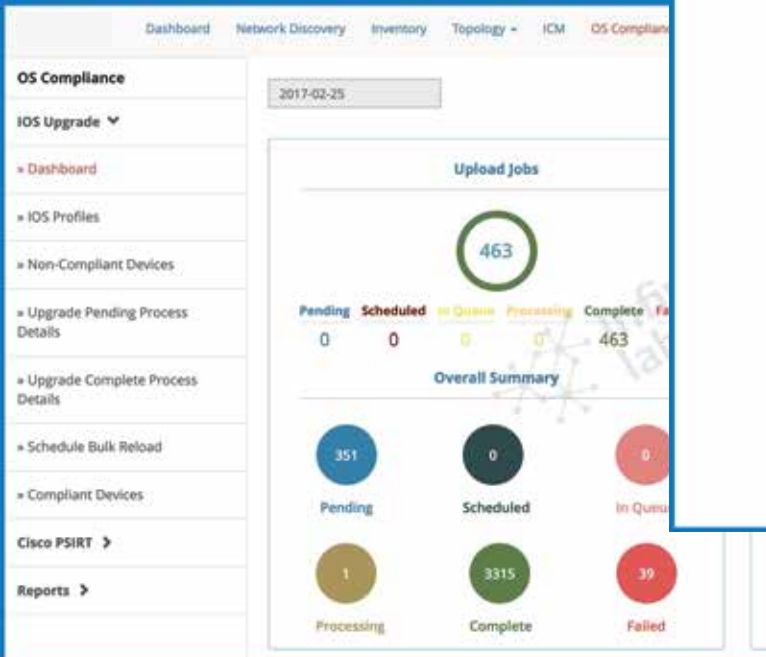 Dashboard Network Discovery Inventory Topology ICM OS Complianc
OS Compliance
IOS Upgrade
» Dashboard
» IOS Profiles
» Non-Compliant Devices
» Upgrade Pending Process
Details
» Upgrade Complete Process
Details
» Schedule Bulk Reload
» Compliant Devices
Cisco PSIRT
Reports
2017-02-25
Upload Jobs
463
Pending Scheduled In Queue Processing Complete Fa
0 0 0 0 463
Overall Summary
351 0 0
Pending Scheduled In Queu
1 3315 39
Processing Complete Failed